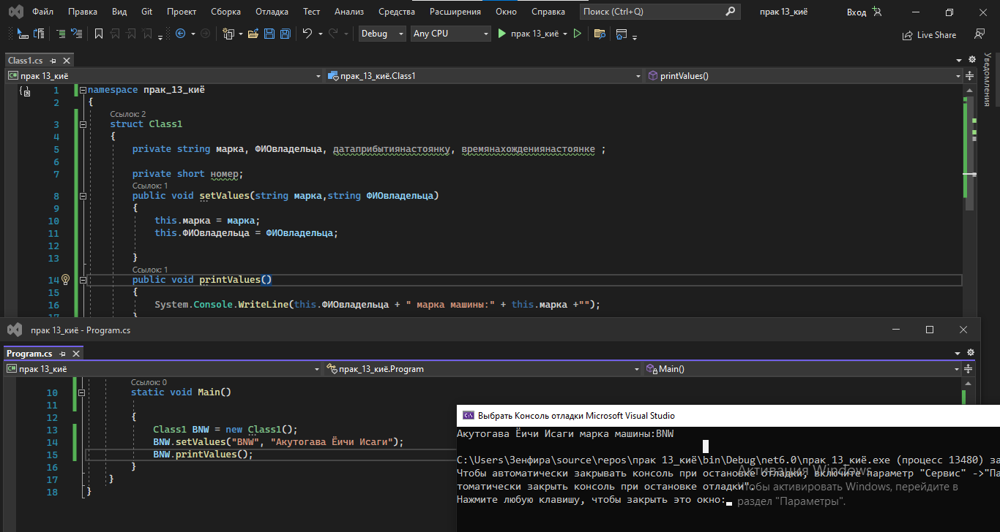 Файл Правка Вид Git Проект Сборка Отладка Тест Анализ Средства Расширения Окно Справка Поиск (Ctrl+Q) прак 13_киё Вход
Debug Any CPU прак 13_киё Live Share
Class1.cs
Уведомления
прак 13_киё прак_13_киё.Class1 printValues()
1 namespace прак_13_киё
2 {
Ссылок: 2
3 struct Class1
4 {
5 private string марка, ФИОвладельца, датаприбытиянастоянку, времянахождениянастоянке ;
6
7 private short номер;
Ссылок: 1
8 public void setValues(string марка,string ФИОвладельца)
9 {
10 this.марка = марка;
11 this.ФИОвладельца = ФИОвладельца;
12
13 }
Ссылок: 1
14 public void printValues()
15 {
16 System.Console.WriteLine(this.ФИОвладельца + " марка машины:" + this.марка +"");
17 }
прак 13_киё - Program.cs
Program.cs
прак 13_киё прак_13_киё.Program Main()
Ссылок: 0
10 static void Main()
11
12 {
13 Class1 BNW = new Class1();
14 BNW.setValues("BNW", "Акутогава Ёичи Исаги");
15 BNW.printValues();
16 }
17 }
18 }
Выбрать Консоль отладки Microsoft Visual Studio
Акутогава Ёичи Исаги марка машины:BNW
C:\Users\Зенфира\source\repos\прак 13_киё\bin\Debug\net6.0\прак 13_киё.exe (процесс 13480) за
Чтобы автоматически закрывать консоль при остановке отладки, включите параметр "Сервис" ->"Па
томатически закрыть консоль при остановке отладки".
Нажмите любую клавишу, чтобы закрыть это окно:
Активация Windows
Чтобы активировать Windows, перейдите в
раздел "Параметры".